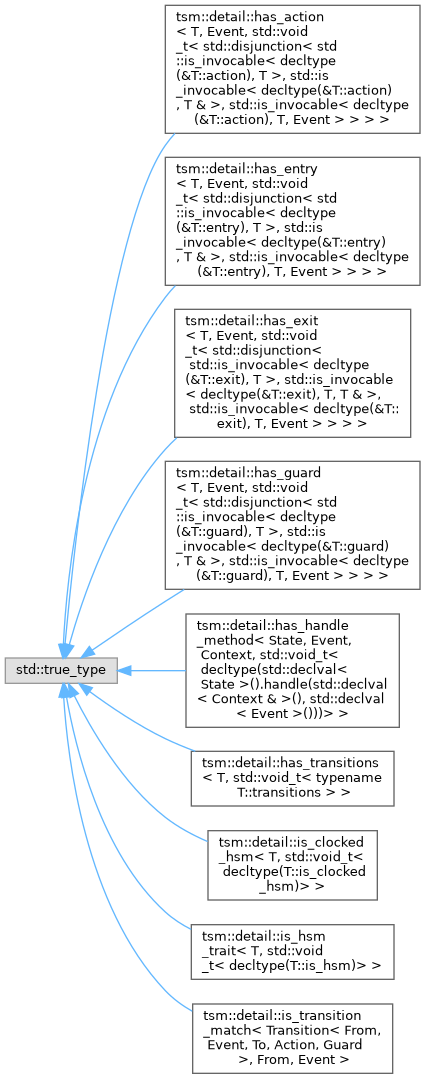 tsm::detail::has_action
< T, Event, std::void
_t< std::disjunction< std
::is_invocable< decltype
(&T::action), T >, std::is
_invocable< decltype(&T::action)
, T & >, std::is_invocable< decltype
(&T::action), T, Event > > > >
tsm::detail::has_entry
< T, Event, std::void
_t< std::disjunction< std
::is_invocable< decltype
(&T::entry), T >, std::is
_invocable< decltype(&T::entry)
, T & >, std::is_invocable< decltype
(&T::entry), T, Event > > > >
tsm::detail::has_exit
< T, Event, std::void
_t< std::disjunction<
std::is_invocable< decltype
(&T::exit), T >, std::is_invocable
< decltype(&T::exit), T, T & >,
std::is_invocable< decltype(&T::
exit), T, Event > > > >
tsm::detail::has_guard
< T, Event, std::void
_t< std::disjunction< std
::is_invocable< decltype
(&T::guard), T >, std::is
_invocable< decltype(&T::guard)
, T & >, std::is_invocable< decltype
(&T::guard), T, Event > > > >
std::true_type
tsm::detail::has_handle
_method< State, Event,
Context, std::void_t<
decltype(std::declval<
State >().handle(std::declval
< Context & >(), std::declval
< Event >()))> >
tsm::detail::has_transitions
< T, std::void_t< typename
T::transitions > >
tsm::detail::is_clocked
_hsm< T, std::void_t<
decltype(T::is_clocked
_hsm)> >
tsm::detail::is_hsm
_trait< T, std::void
_t< decltype(T::is_hsm)> >
tsm::detail::is_transition
_match< Transition< From,
Event, To, Action, Guard
>, From, Event >